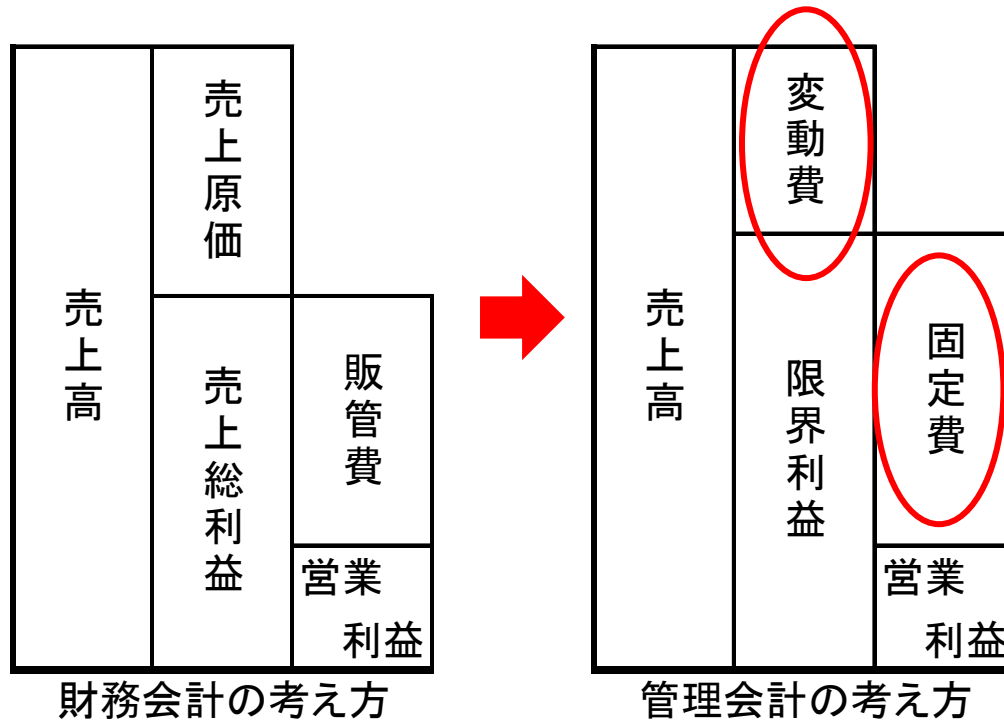 売上高
売上原価
売上総利益
販管費
営業
利益
財務会計の考え方
売上高
変動費
限界利益
固定費
営業
利益
管理会計の考え方